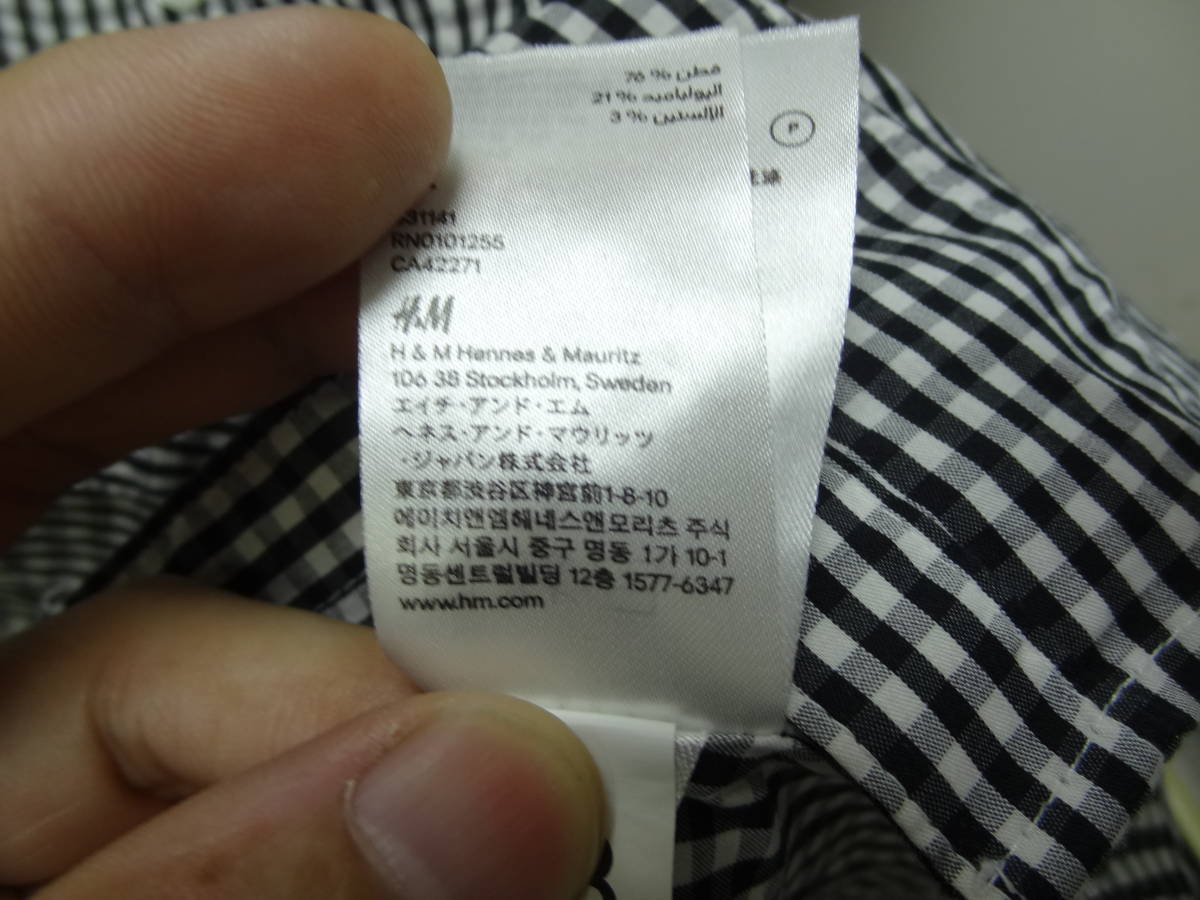 قطن % 76
البولياميد % 21
الإلستين % 3
P
31141
RN0101255
CA42271
H&M
H & M Hennes & Mauritz
106 38 Stockholm, Sweden
エイチ・アンド・エム
ヘネス・アンド・マウリッツ
・ジャパン株式会社
東京都渋谷区神宮前1-8-10
에이치앤엠헤네스앤모리츠 주식
회사 서울시 중구 명동 1가 10-1
명동센트럴빌딩 12층 1577-6347
www.hm.com